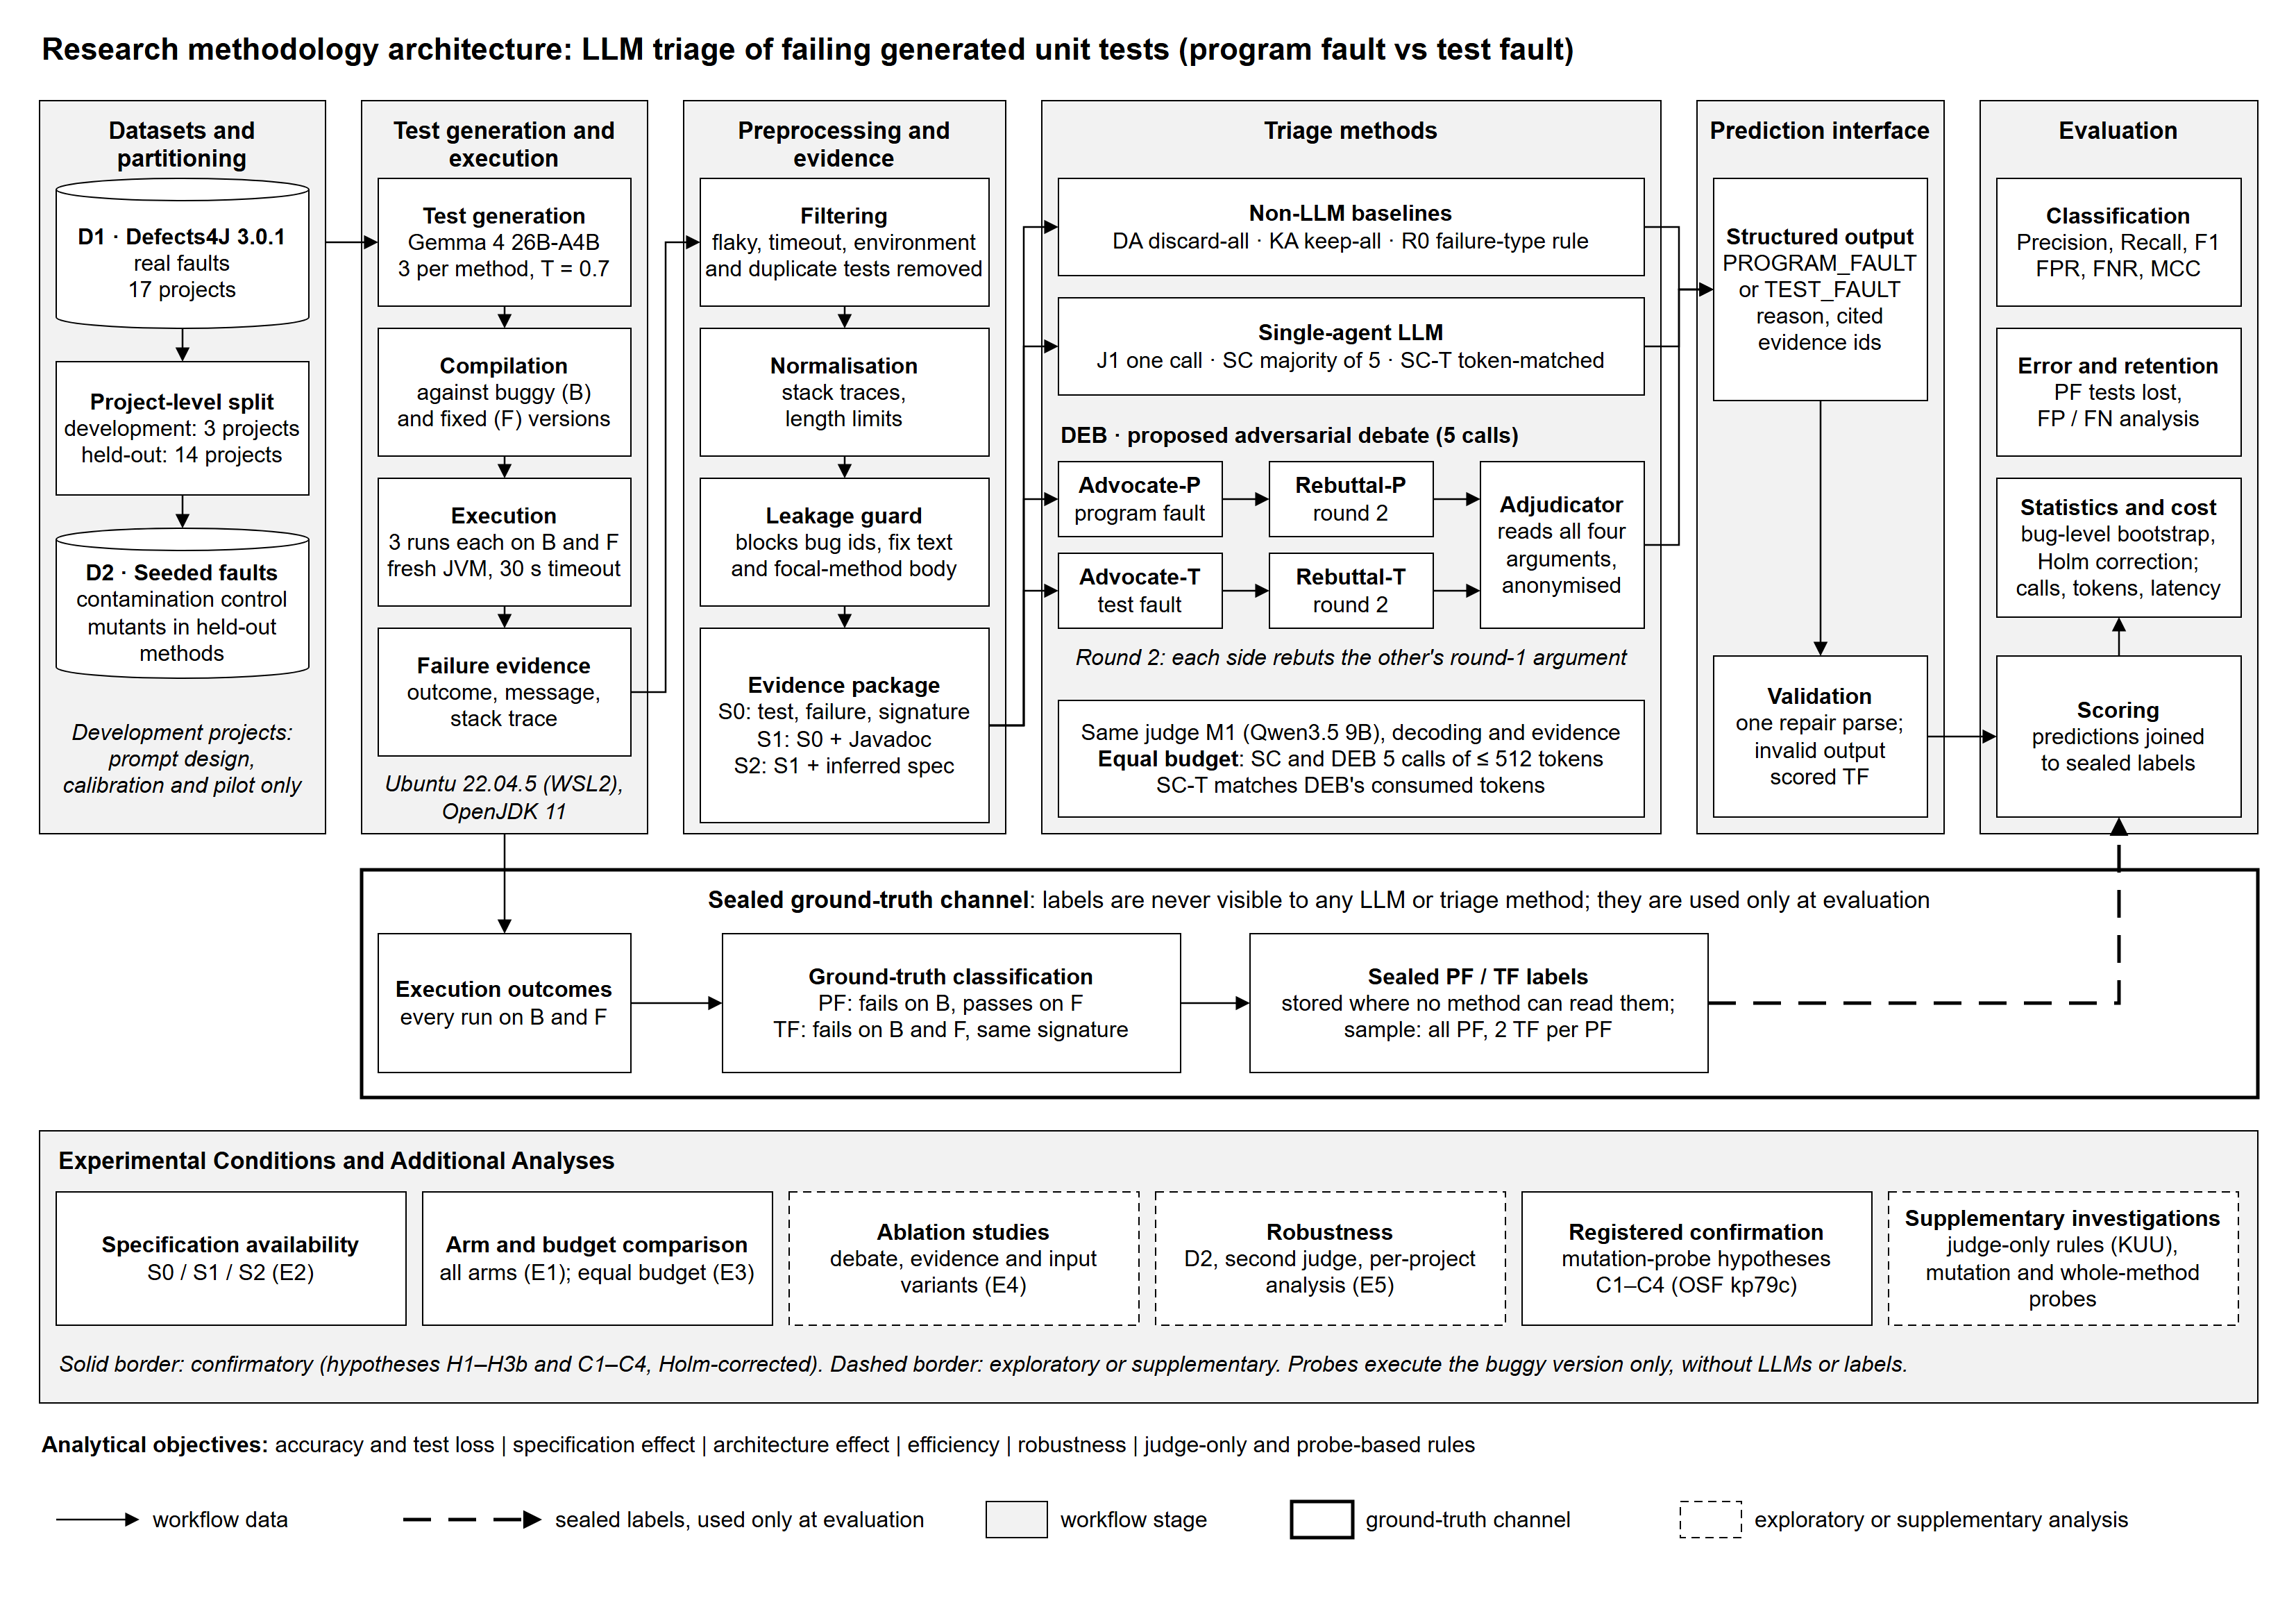 Research methodology architecture: LLM triage of failing generated unit tests (program fault vs test fault)
Datasets and
partitioning
D1 · Defects4J 3.0.1
real faults
17 projects
Project-level split
development: 3 projects
held-out: 14 projects
D2 · Seeded faults
contamination control
mutants in held-out
methods
Development projects:
prompt design,
calibration and pilot only
Test generation and
execution
Test generation
Gemma 4 26B-A4B
3 per method, T = 0.7
Compilation
against buggy (B)
and fixed (F) versions
Execution
3 runs each on B and F
fresh JVM, 30 s timeout
Failure evidence
outcome, message,
stack trace
Ubuntu 22.04.5 (WSL2),
OpenJDK 11
Preprocessing and
evidence
Filtering
flaky, timeout, environment
and duplicate tests removed
Normalisation
stack traces,
length limits
Leakage guard
blocks bug ids, fix text
and focal-method body
Evidence package
S0: test, failure, signature
S1: S0 + Javadoc
S2: S1 + inferred spec
Triage methods
Non-LLM baselines
DA discard-all · KA keep-all · R0 failure-type rule
Single-agent LLM
J1 one call · SC majority of 5 · SC-T token-matched
DEB · proposed adversarial debate (5 calls)
Advocate-P
program fault
Rebuttal-P
round 2
Advocate-T
test fault
Rebuttal-T
round 2
Adjudicator
reads all four
arguments,
anonymised
Round 2: each side rebuts the other's round-1 argument
Same judge M1 (Qwen3.5 9B), decoding and evidence
Equal budget: SC and DEB 5 calls of ≤ 512 tokens
SC-T matches DEB's consumed tokens
Prediction interface
Structured output
PROGRAM_FAULT
or TEST_FAULT
reason, cited
evidence ids
Validation
one repair parse;
invalid output
scored TF
Evaluation
Classification
Precision, Recall, F1
FPR, FNR, MCC
Error and retention
PF tests lost,
FP / FN analysis
Statistics and cost
bug-level bootstrap,
Holm correction;
calls, tokens, latency
Scoring
predictions joined
to sealed labels
Sealed ground-truth channel: labels are never visible to any LLM or triage method; they are used only at evaluation
Execution outcomes
every run on B and F
Ground-truth classification
PF: fails on B, passes on F
TF: fails on B and F, same signature
Sealed PF / TF labels
stored where no method can read them;
sample: all PF, 2 TF per PF
Experimental Conditions and Additional Analyses
Specification availability
S0 / S1 / S2 (E2)
Arm and budget comparison
all arms (E1); equal budget (E3)
Ablation studies
debate, evidence and input
variants (E4)
Robustness
D2, second judge, per-project
analysis (E5)
Registered confirmation
mutation-probe hypotheses
C1–C4 (OSF kp79c)
Supplementary investigations
judge-only rules (KUU),
mutation and whole-method
probes
Solid border: confirmatory (hypotheses H1–H3b and C1–C4, Holm-corrected). Dashed border: exploratory or supplementary. Probes execute the buggy version only, without LLMs or labels.
Analytical objectives: accuracy and test loss | specification effect | architecture effect | efficiency | robustness | judge-only and probe-based rules
workflow data
sealed labels, used only at evaluation
workflow stage
ground-truth channel
exploratory or supplementary analysis